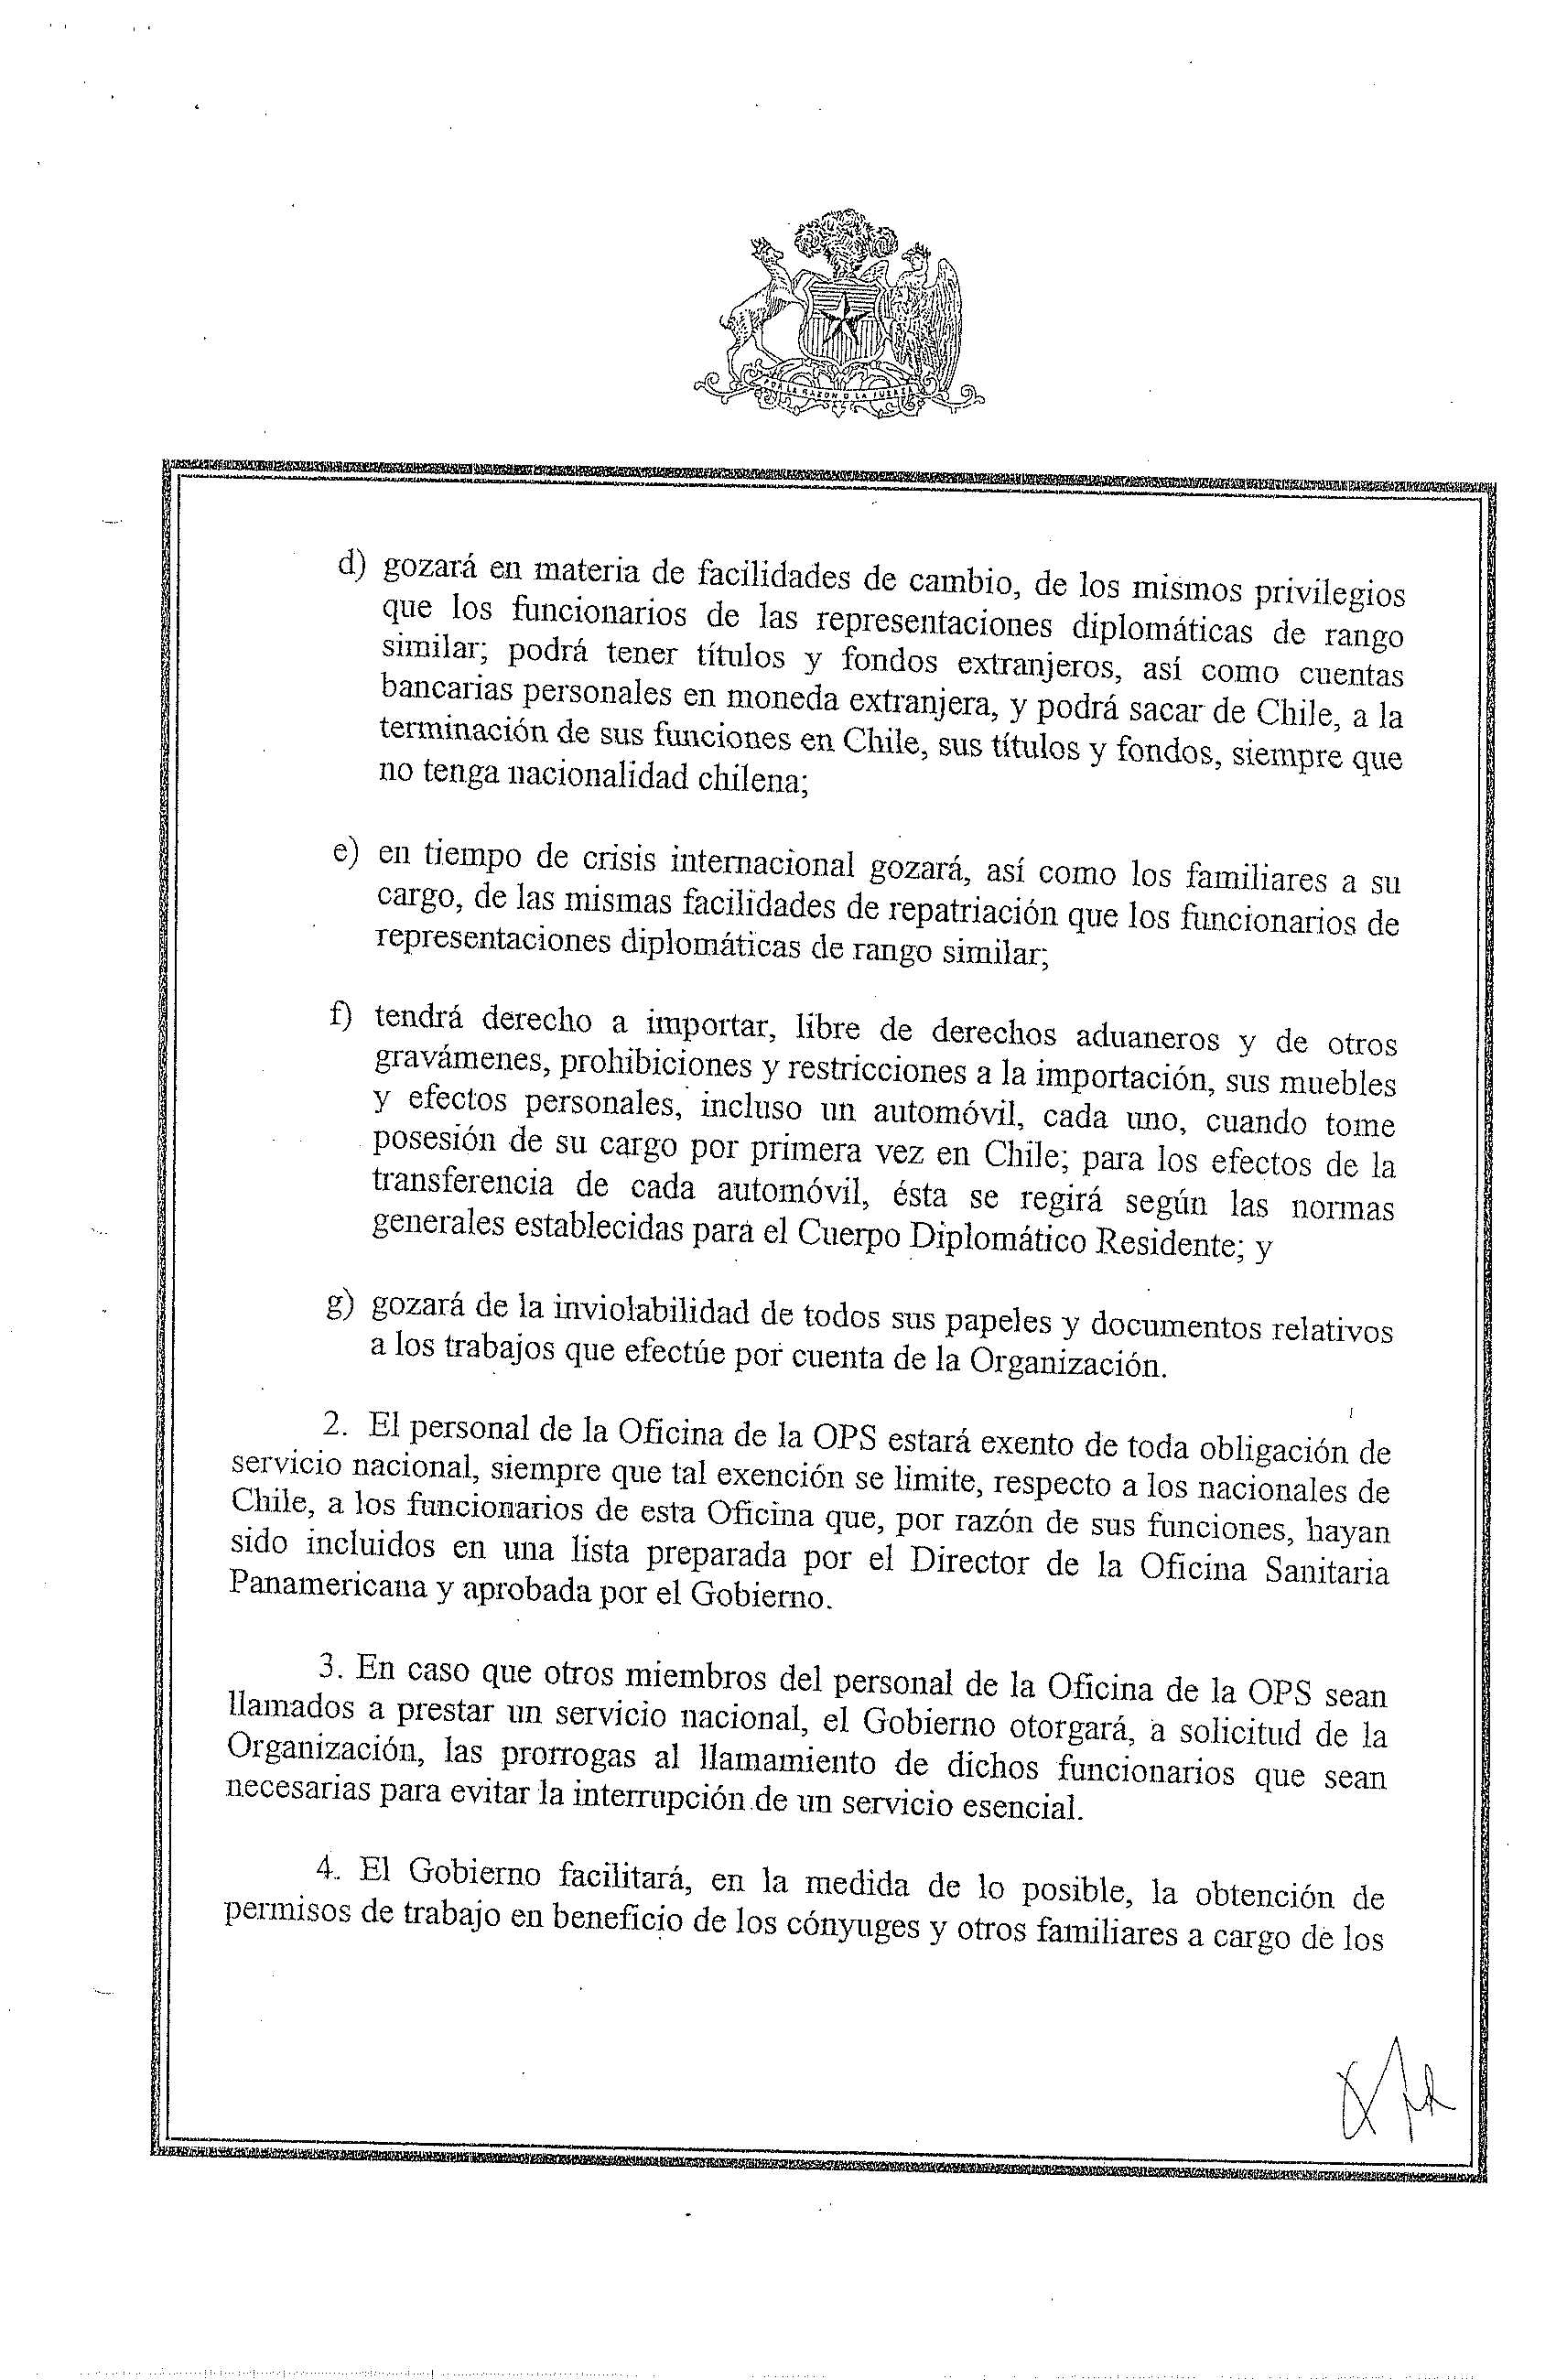 POR LA RAZON O LA FUERZA
d) gozará en materia de facilidades de cambio, de los mismos privilegios
que los funcionarios de las representaciones diplomáticas de rango
similar; podrá tener títulos y fondos extranjeros, así como cuentas
bancarias personales en moneda extranjera, y podrá sacar de Chile, a la
terminación de sus funciones en Chile, sus títulos y fondos, siempre que
no tenga nacionalidad chilena;
e) en tiempo de crisis internacional gozará, así como los familiares a su
cargo, de las mismas facilidades de repatriación que los funcionarios de
representaciones diplomáticas de rango similar;
f) tendrá derecho a importar, libre de derechos aduaneros y de otros
gravámenes, prohibiciones y restricciones a la importación, sus muebles
y efectos personales, incluso un automóvil, cada uno, cuando tome
posesión de su cargo por primera vez en Chile; para los efectos de la
transferencia de cada automóvil, ésta se regirá según las normas
generales establecidas para el Cuerpo Diplomático Residente; y
g) gozará de la inviolabilidad de todos sus papeles y documentos relativos
a los trabajos que efectúe por cuenta de la Organización.
2. El personal de la Oficina de la OPS estará exento de toda obligación de
servicio nacional, siempre que tal exención se limite, respecto a los nacionales de
Chile, a los funcionarios de esta Oficina que, por razón de sus funciones, hayan
sido incluidos en una lista preparada por el Director de la Oficina Sanitaria
Panamericana y aprobada por el Gobierno.
3. En caso que otros miembros del personal de la Oficina de la OPS sean
llamados a prestar un servicio nacional, el Gobierno otorgará, a solicitud de la
Organización, las prorrogas al llamamiento de dichos funcionarios que sean
necesarias para evitar la interrupción de un servicio esencial.
4. El Gobierno facilitará, en la medida de lo posible, la obtención de
permisos de trabajo en beneficio de los cónyuges y otros familiares a cargo de los